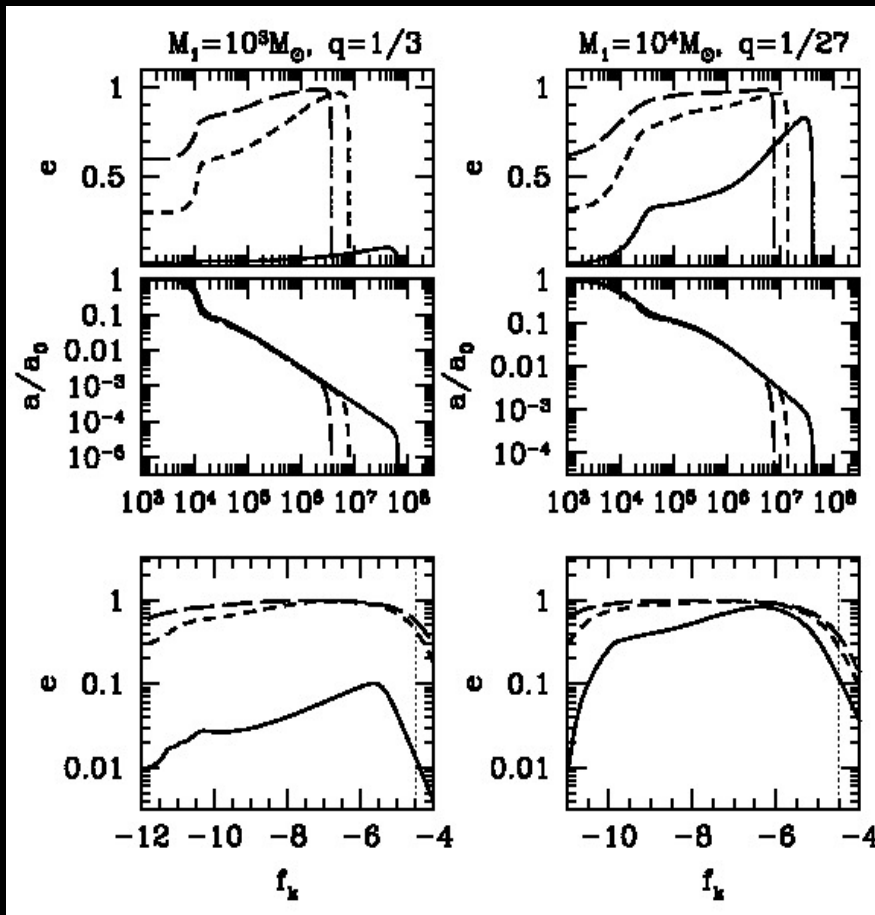 M₁=10³M⊙, q=1/3
M₁=10⁴M⊙, q=1/27
1
0.5
e
1
0.5
e
1
0.1
0.01
10⁻³
10⁻⁴
10⁻⁵
a/a₀
1
0.1
0.01
10⁻³
10⁻⁴
a/a₀
10³ 10⁴ 10⁵ 10⁶ 10⁷ 10⁸
10³ 10⁴ 10⁵ 10⁶ 10⁷ 10⁸
1
0.1
0.01
e
1
0.1
0.01
e
−12 −10 −8 −6 −4
−10 −8 −6 −4
fₖ
fₖ